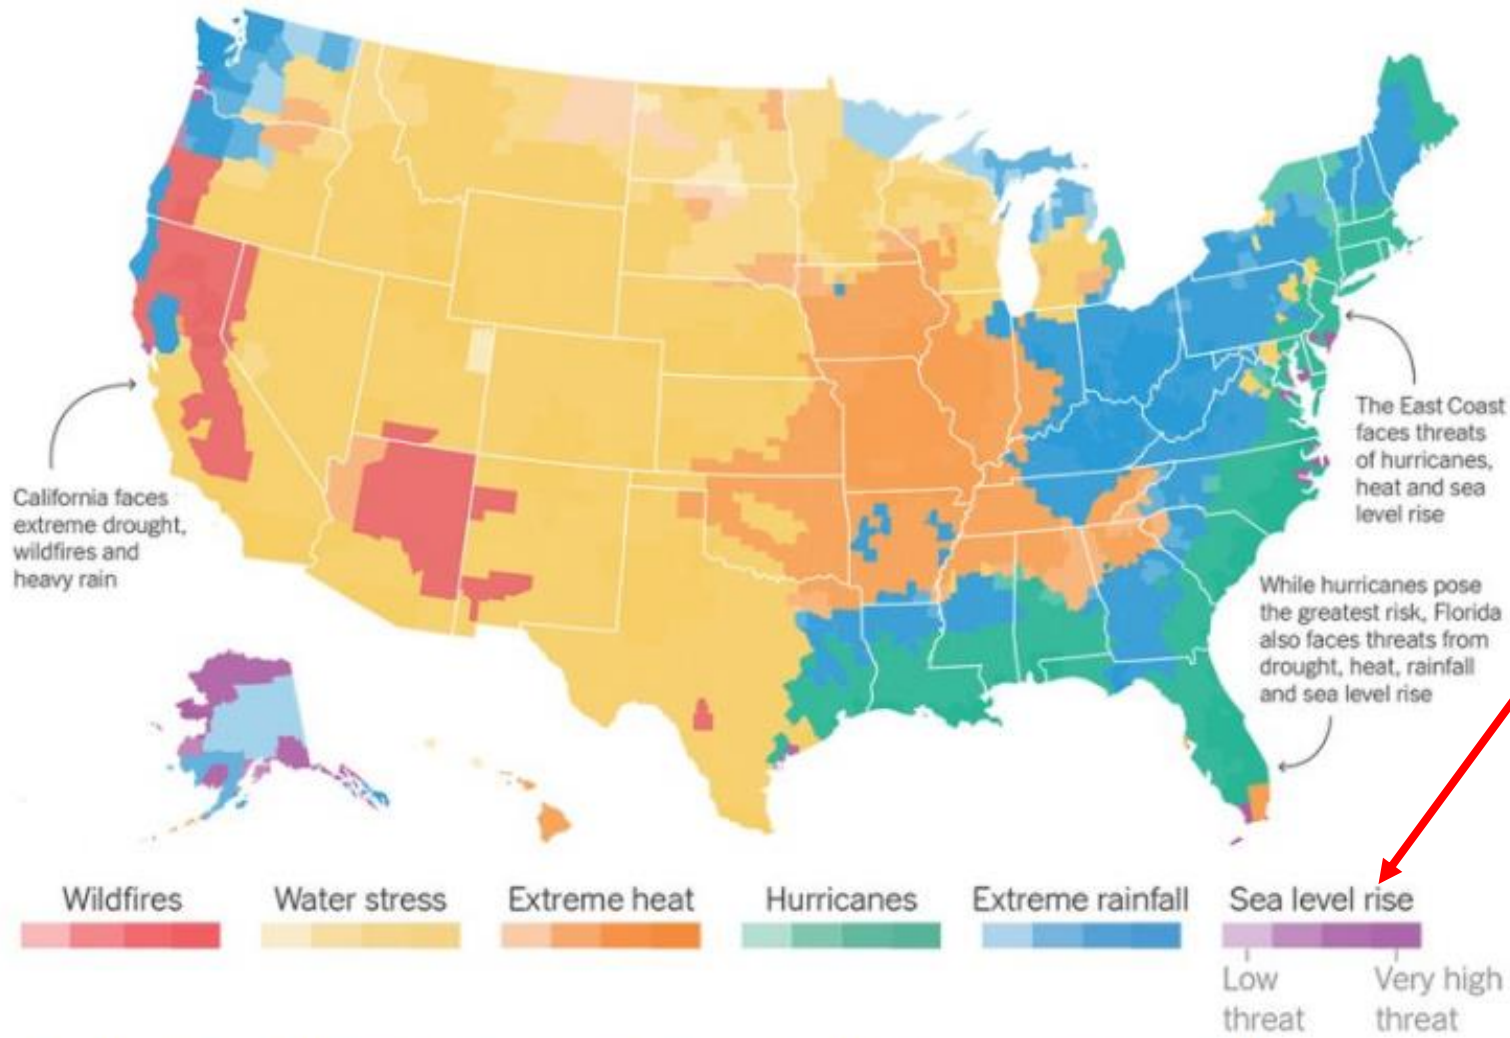 California faces
extreme drought,
wildfires and
heavy rain
The East Coast
faces threats
of hurricanes,
heat and sea
level rise
While hurricanes pose
the greatest risk, Florida
also faces threats from
drought, heat, rainfall
and sea level rise
Wildfires
Water stress
Extreme heat
Hurricanes
Extreme rainfall
Sea level rise
Low
threat
Very high
threat